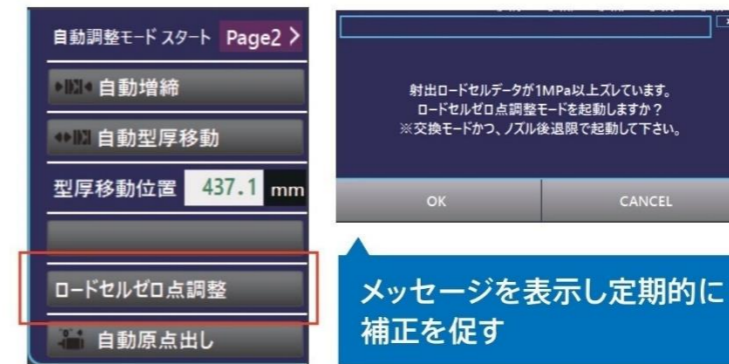 自動調整モード スタート Page2 >
自動増締
自動型厚移動
型厚移動位置 437.1 mm
ロードセルゼロ点調整
自動原点出し
射出ロードセルデータが1MPa以上ズレています。
ロードセルゼロ点調整モードを起動しますか？
※交換モードかつ、ノズル後退限で起動して下さい。
OK CANCEL
メッセージを表示し定期的に
補正を促す